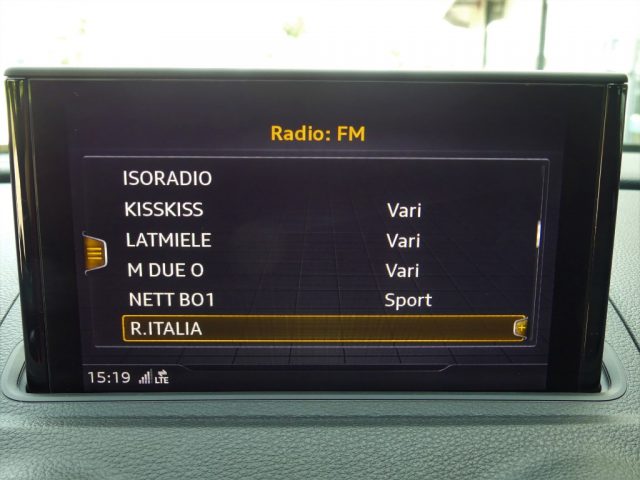 Radio: FM
ISORADIO
KISSKISS Vari
LATMIELE Vari
M DUE O Vari
NETT BO1 Sport
R.ITALIA
15:19 LTE